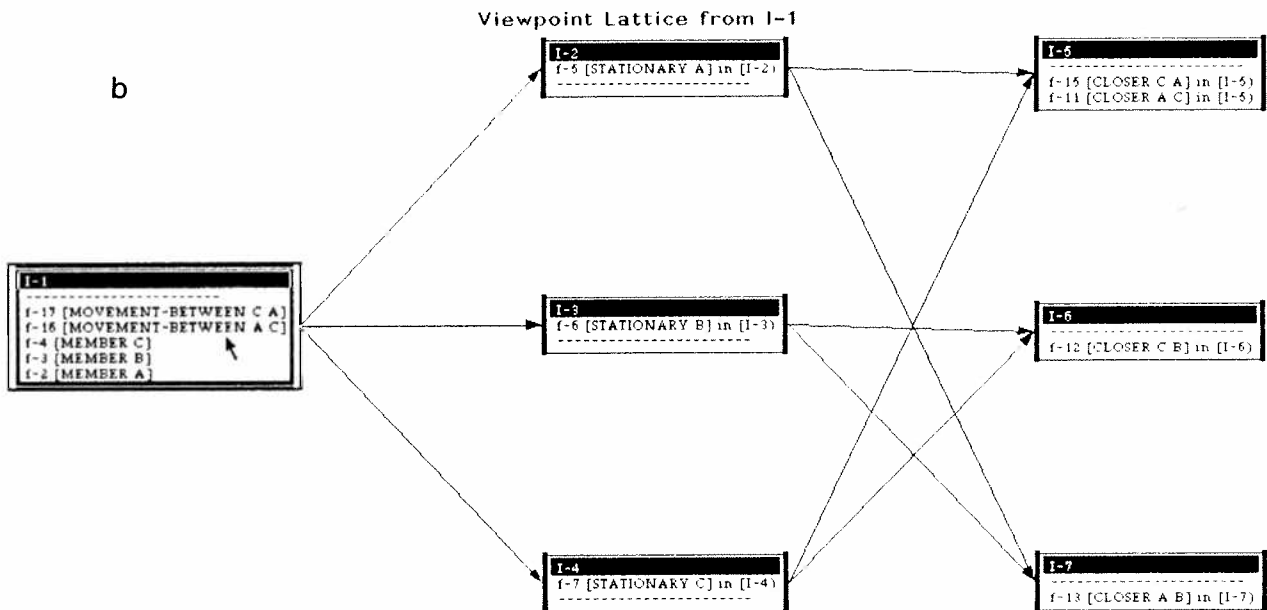 Viewpoint Lattice from I-1
b
I-1
f-17 [MOVEMENT-BETWEEN C A]
f-16 [MOVEMENT-BETWEEN A C]
f-4 [MEMBER C]
f-3 [MEMBER B]
f-2 [MEMBER A]
I-2
f-5 [STATIONARY A] in [I-2)
I-3
f-6 [STATIONARY B] in [I-3)
I-4
f-7 [STATIONARY C] in [I-4)
I-5
f-15 [CLOSER C A] in [I-5)
f-11 [CLOSER A C] in [I-5)
I-6
f-12 [CLOSER C B] in [I-6)
I-7
f-13 [CLOSER A B] in [I-7)